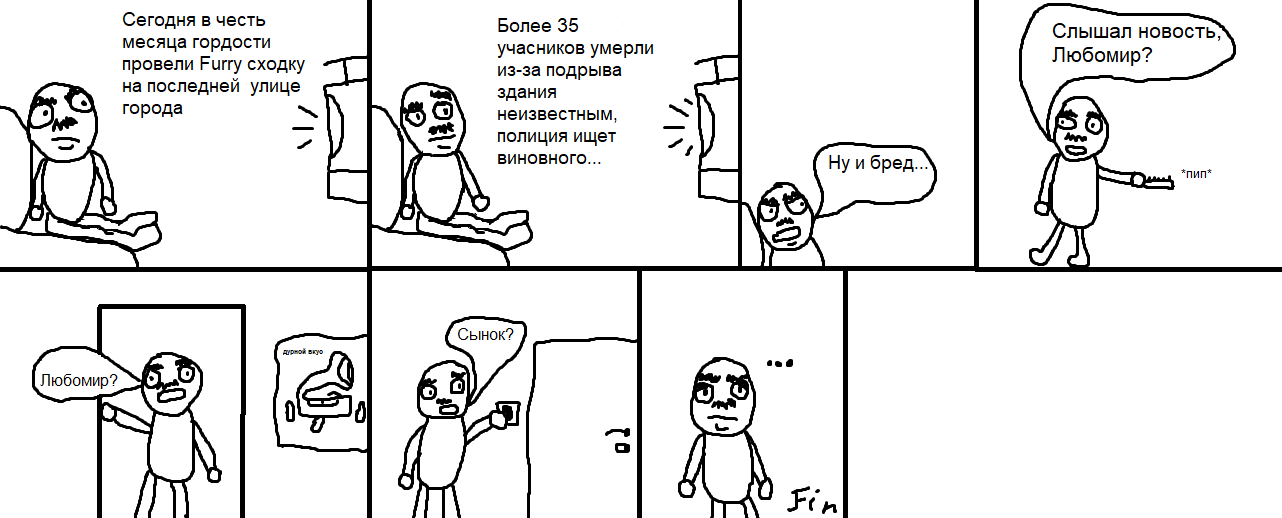 Сегодня в честь
месяца гордости
провели Furry сходку
на последней улице
города
Более 35
учасников умерли
из-за подрыва
здания
неизвестным,
полиция ищет
виновного...
Ну и бред...
Слышал новость,
Любомир?
*пип*
Любомир?
дурной вкус
Сынок?
...
Fin